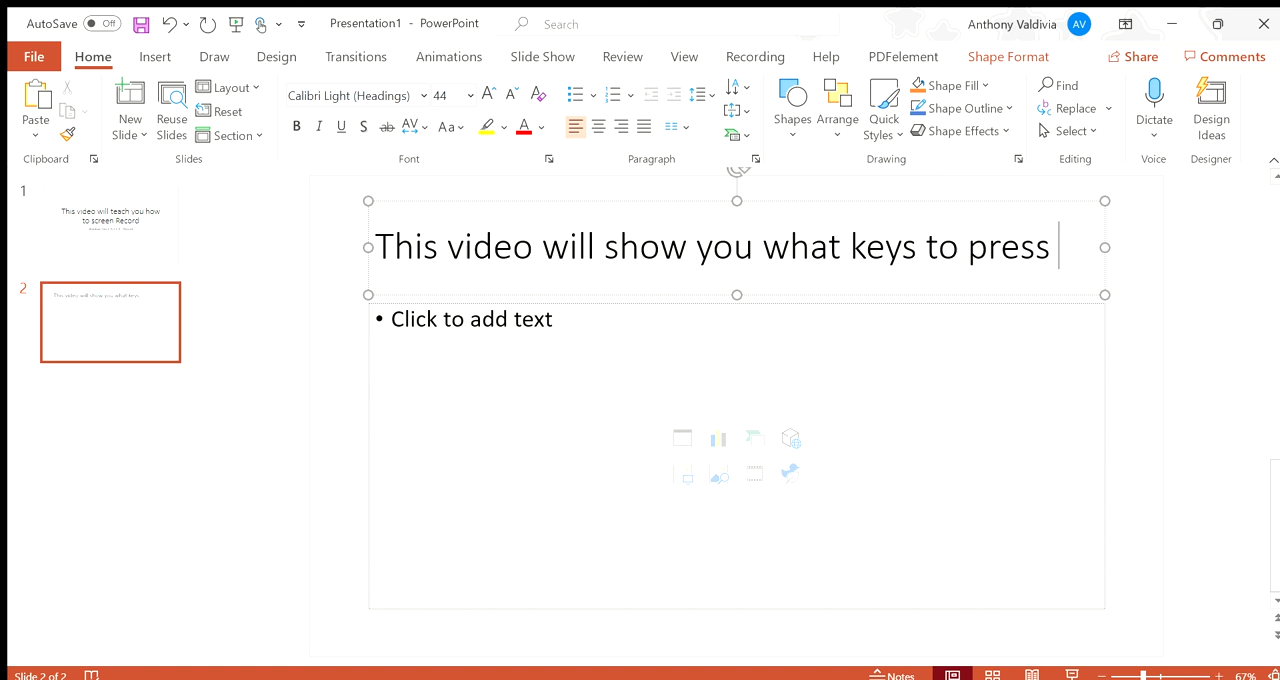 AutoSave Off Presentation1 - PowerPoint Search Anthony Valdivia AV
File Home Insert Draw Design Transitions Animations Slide Show Review View Recording Help PDFelement Shape Format Share Comments
Paste
Clipboard
New Slide
Reuse Slides
Layout
Reset
Section
Slides
Calibri Light (Headings) 44
B I U S ab AV Aa A
Font
Paragraph
Shapes
Arrange
Quick Styles
Shape Fill
Shape Outline
Shape Effects
Drawing
Find
Replace
Select
Editing
Dictate
Voice
Design Ideas
Designer
1
This video will teach you how
to screen Record
2
This video will show you what keys
This video will show you what keys to press
• Click to add text
Slide 2 of 2 Notes 67%